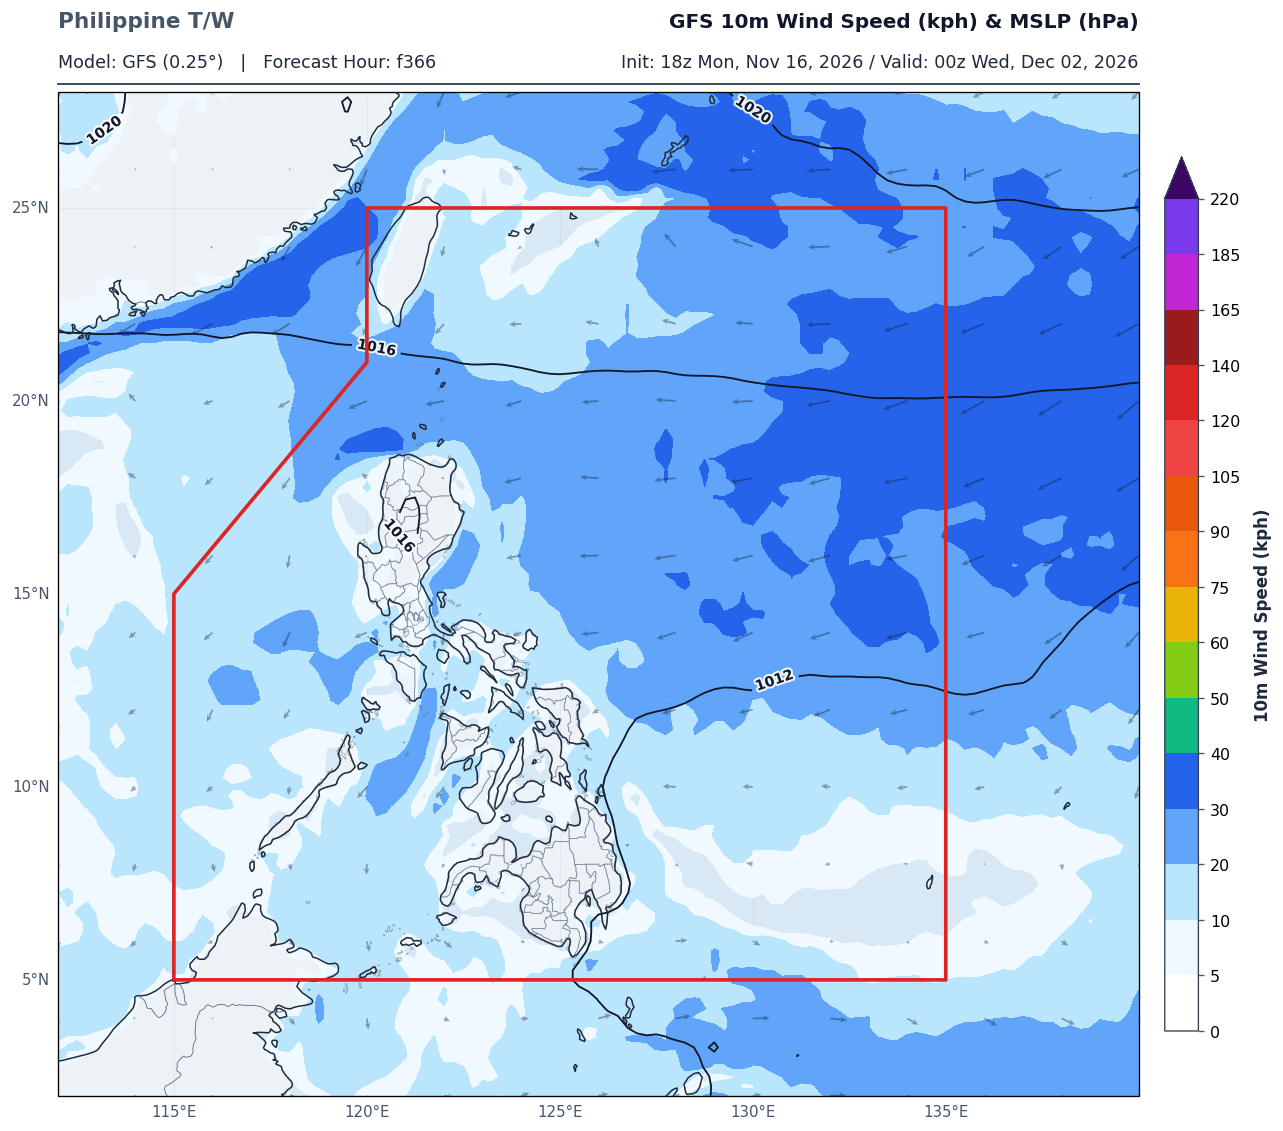 Philippine T/W
GFS 10m Wind Speed (kph) & MSLP (hPa)
Model: GFS (0.25°) | Forecast Hour: f366
Init: 18z Mon, Nov 16, 2026 / Valid: 00z Wed, Dec 02, 2026
1020
1020
1016
1016
1012
25°N
20°N
15°N
10°N
5°N
115°E
120°E
125°E
130°E
135°E
220
185
165
140
120
105
90
75
60
50
40
30
20
10
5
0
10m Wind Speed (kph)